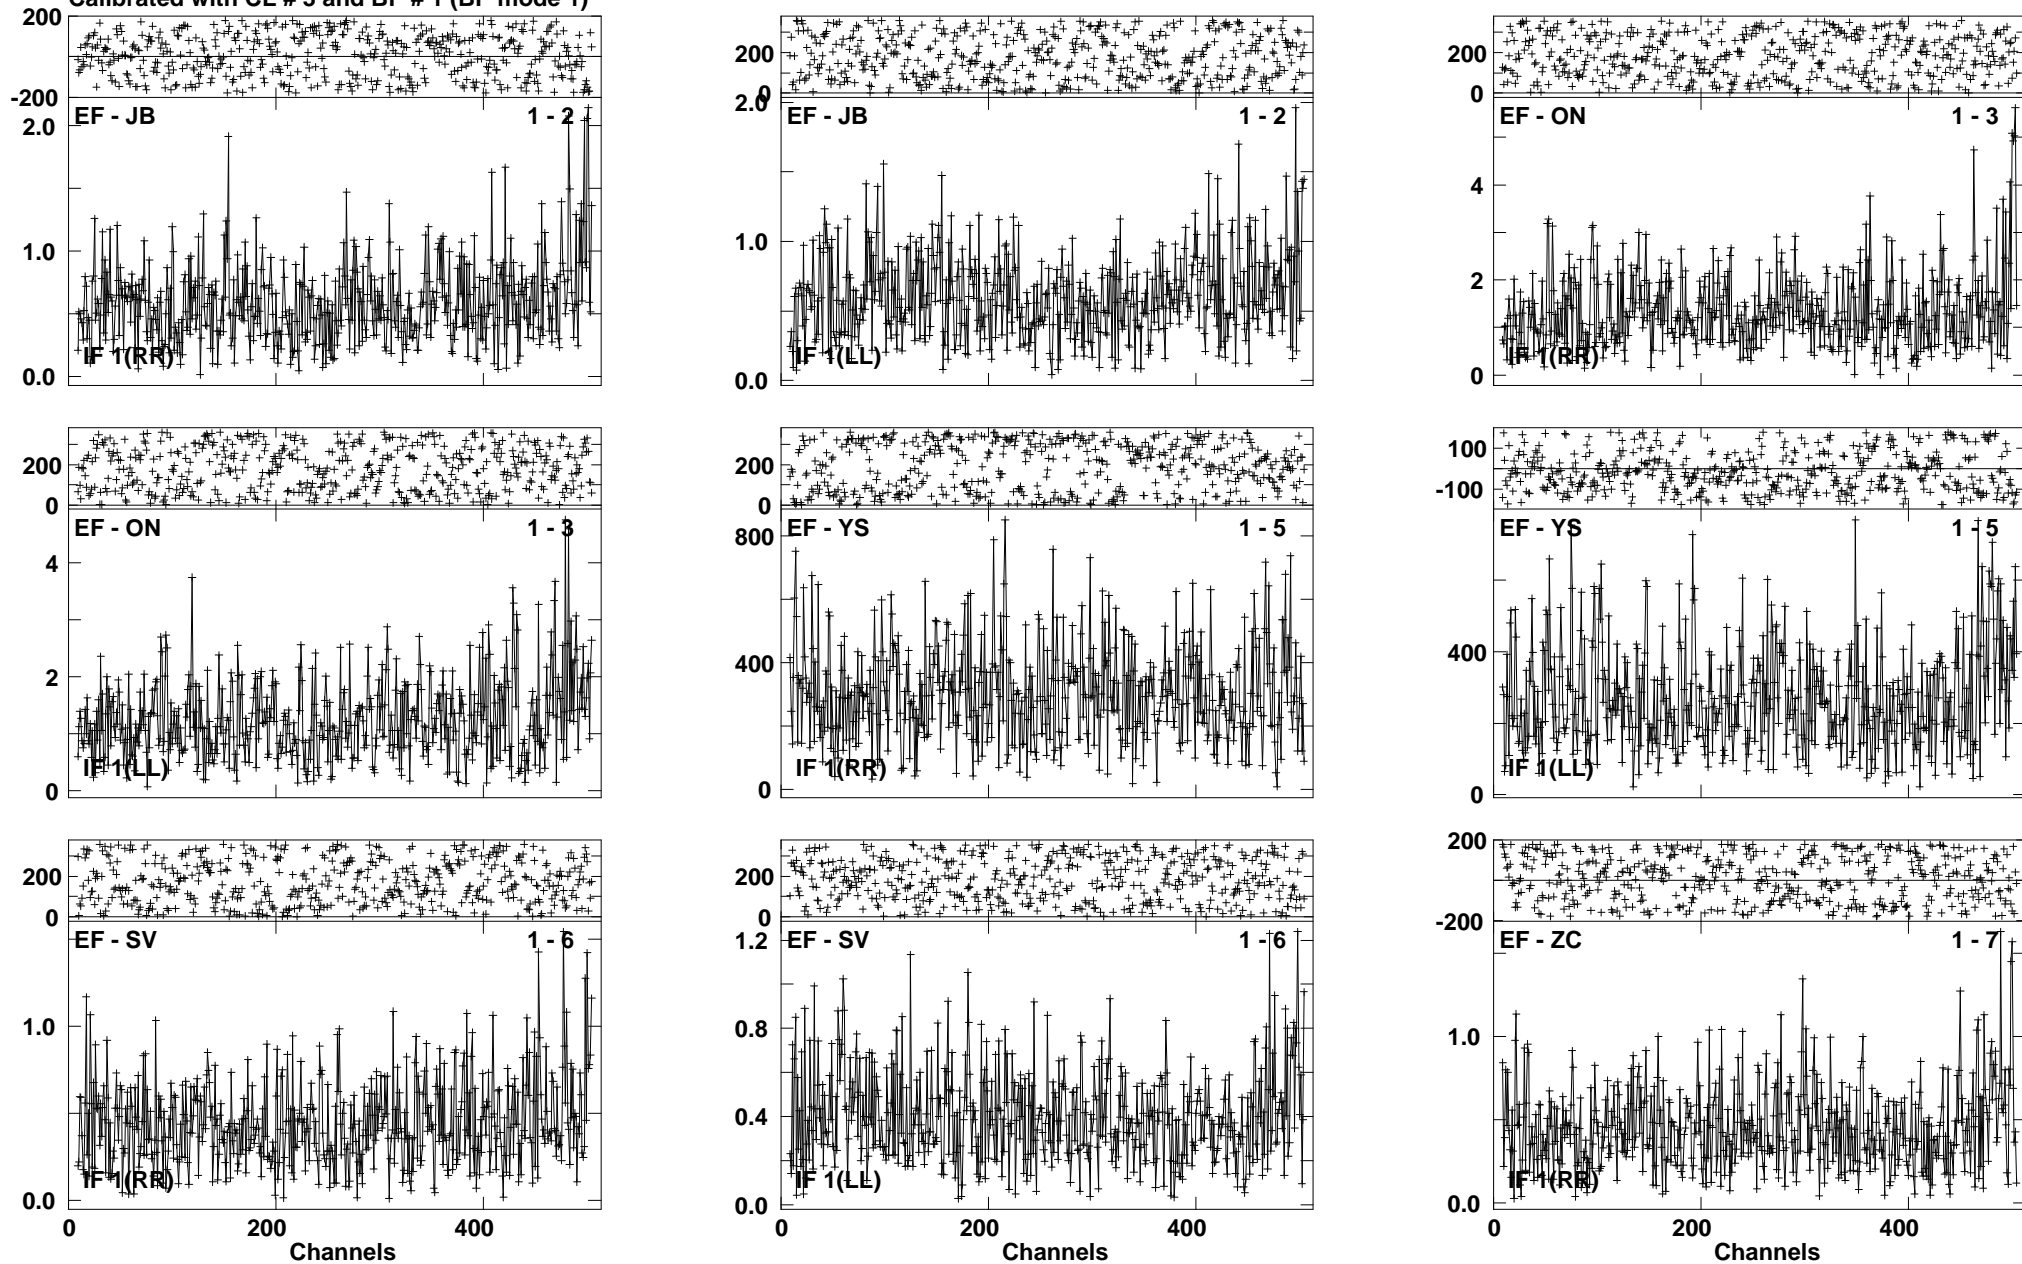 Calibrated with CL # 3 and BP # 1 (BP mode 1)
200
-200
EF - JB
1 - 2
2.0
1.0
0.0
IF 1(RR)
200
0
EF - JB
1 - 2
2.0
1.0
0.0
IF 1(LL)
200
0
EF - ON
1 - 3
4
2
0
IF 1(RR)
200
0
EF - ON
1 - 3
4
2
0
IF 1(LL)
200
0
EF - YS
1 - 5
800
400
0
IF 1(RR)
100
-100
EF - YS
1 - 5
400
0
IF 1(LL)
200
0
EF - SV
1 - 6
1.0
0.0
IF 1(RR)
0 200 400
Channels
200
0
EF - SV
1 - 6
1.2
0.8
0.4
0.0
IF 1(LL)
0 200 400
Channels
200
-200
EF - ZC
1 - 7
1.0
0.0
IF 1(RR)
0 200 400
Channels